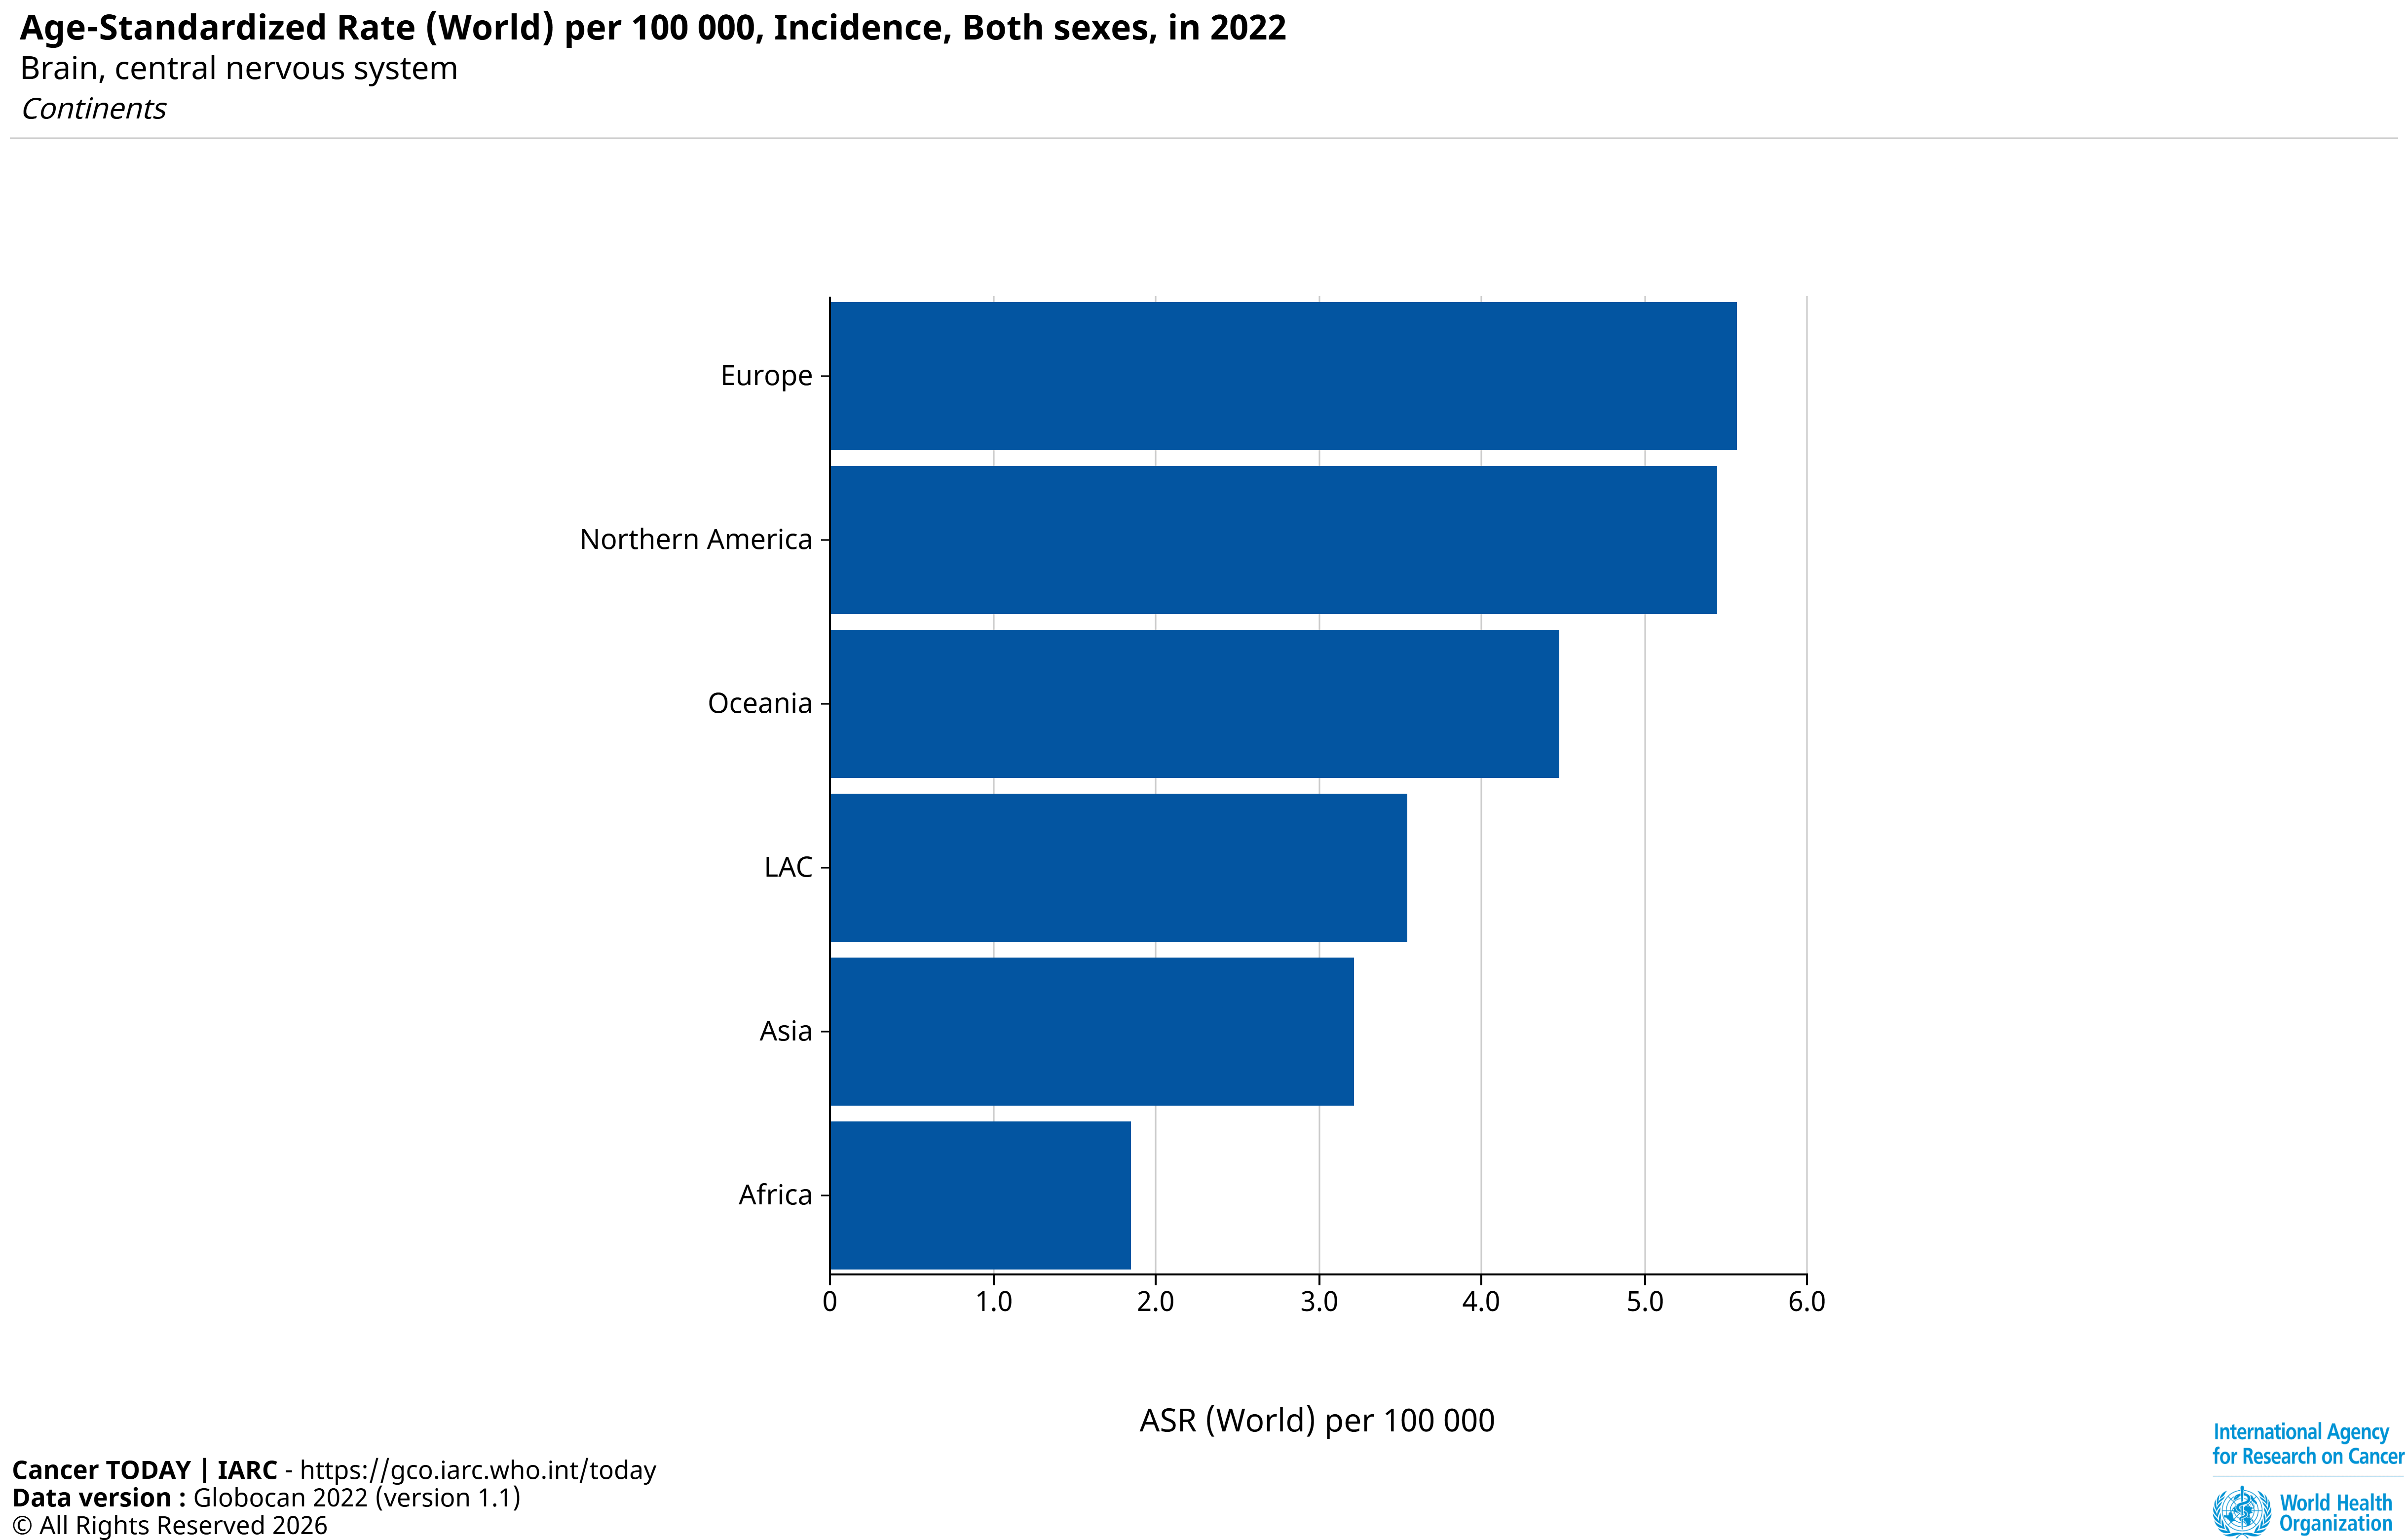 Age-Standardized Rate (World) per 100 000, Incidence, Both sexes, in 2022
Brain, central nervous system
Continents
Europe
Northern America
Oceania
LAC
Asia
Africa
0 1.0 2.0 3.0 4.0 5.0 6.0
ASR (World) per 100 000
Cancer TODAY | IARC - https://gco.iarc.who.int/today
Data version : Globocan 2022 (version 1.1)
© All Rights Reserved 2026
International Agency
for Research on Cancer
World Health
Organization